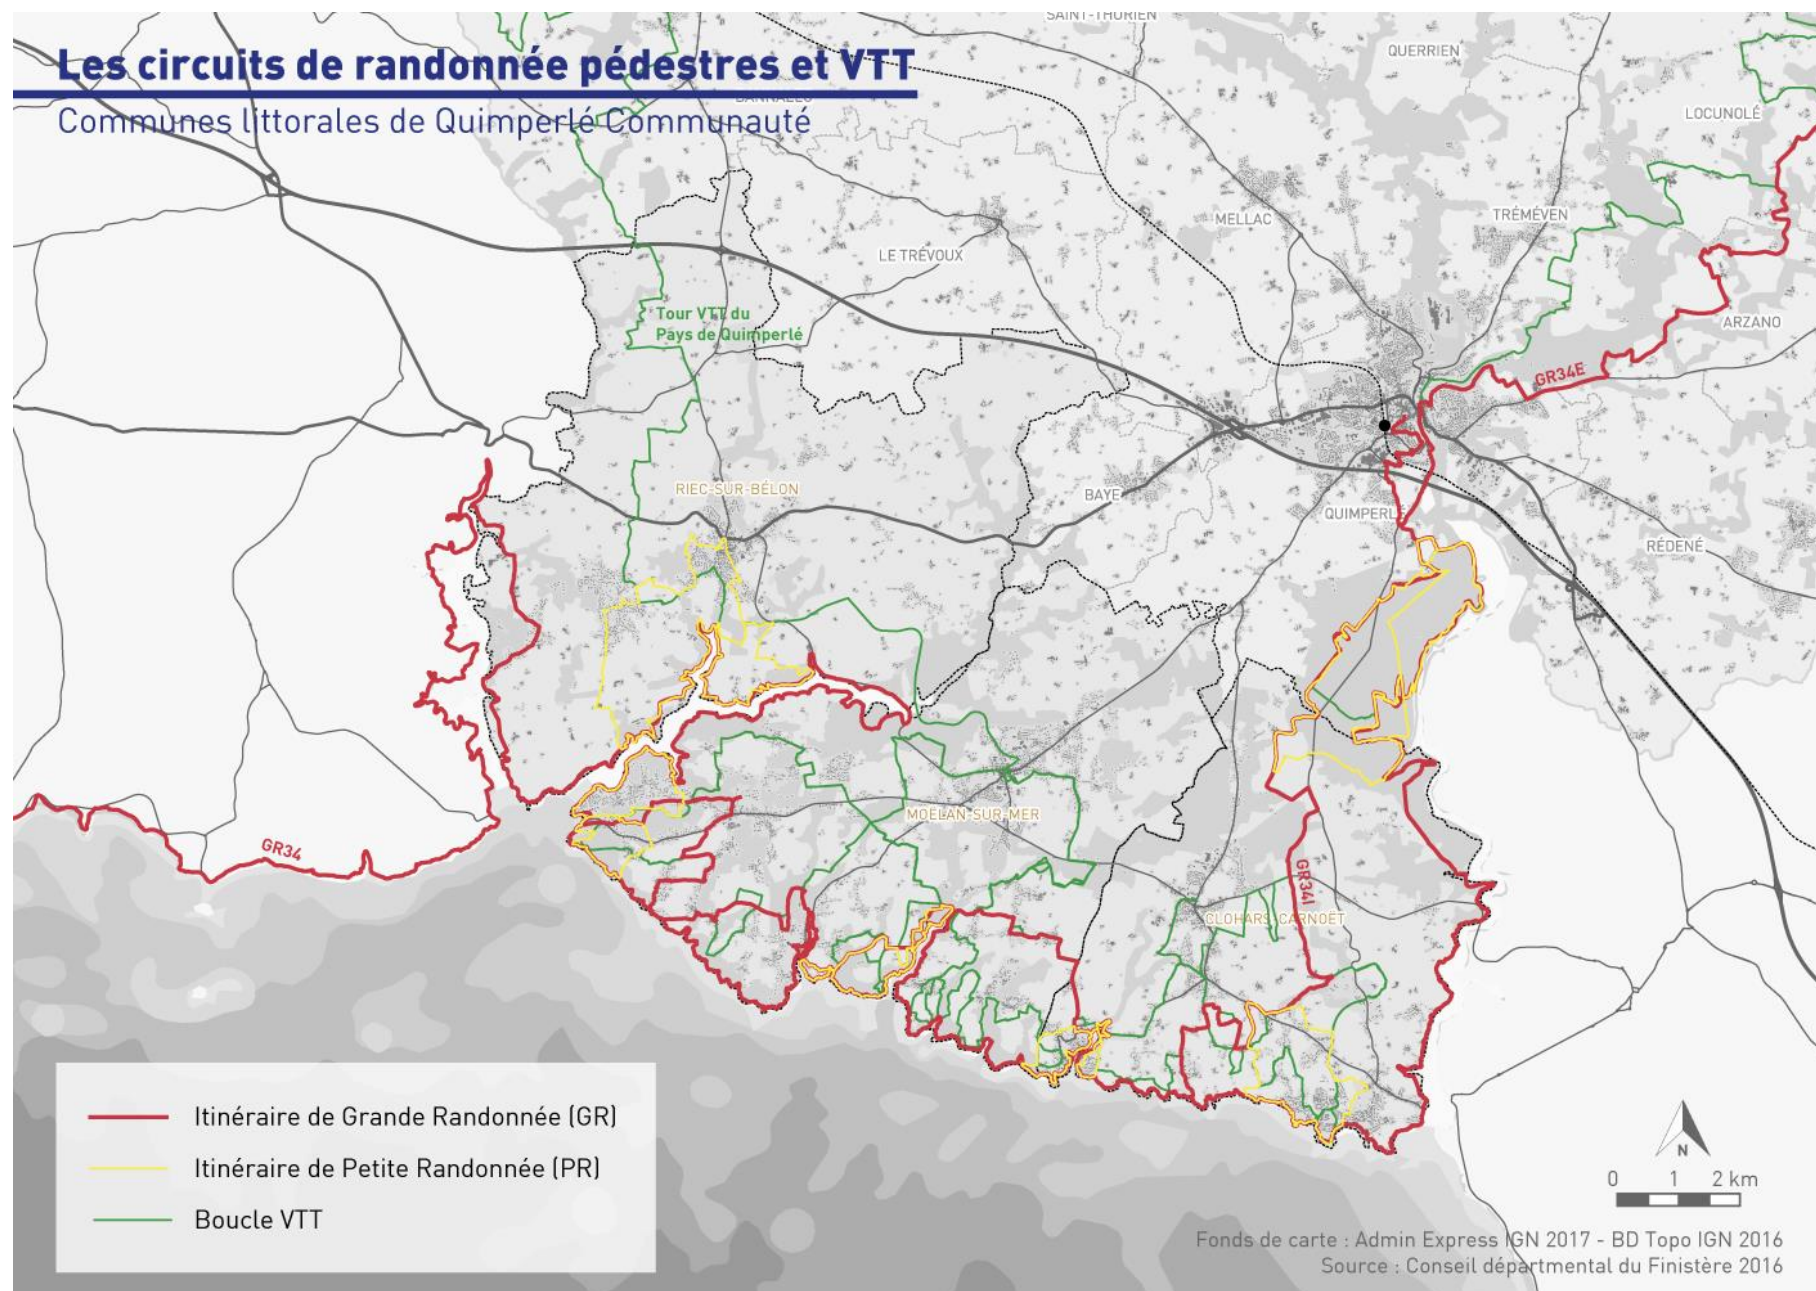 SAINT-THURIEN
QUERRIEN
Les circuits de randonnée pédestres et VTT
BANNALEC
Communes littorales de Quimperlé Communauté
LOCUNOLÉ
MELLAC
TRÉMÉVEN
LE TRÉVOUX
Tour VTT du
Pays de Quimperlé
ARZANO
GR34E
RIEC-SUR-BÉLON
BAYE
QUIMPERLÉ
RÉDENÉ
MOËLAN-SUR-MER
GR34
GR34I
CLOHARS-CARNOËT
Itinéraire de Grande Randonnée (GR)
Itinéraire de Petite Randonnée (PR)
Boucle VTT
N
0 1 2 km
Fonds de carte : Admin Express IGN 2017 - BD Topo IGN 2016
Source : Conseil départmental du Finistère 2016